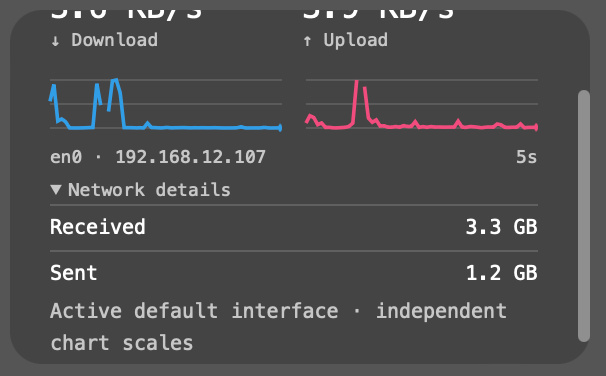 ↓ Download
↑ Upload
en0 · 192.168.12.107
5s
▼ Network details
Received 3.3 GB
Sent 1.2 GB
Active default interface · independent
chart scales